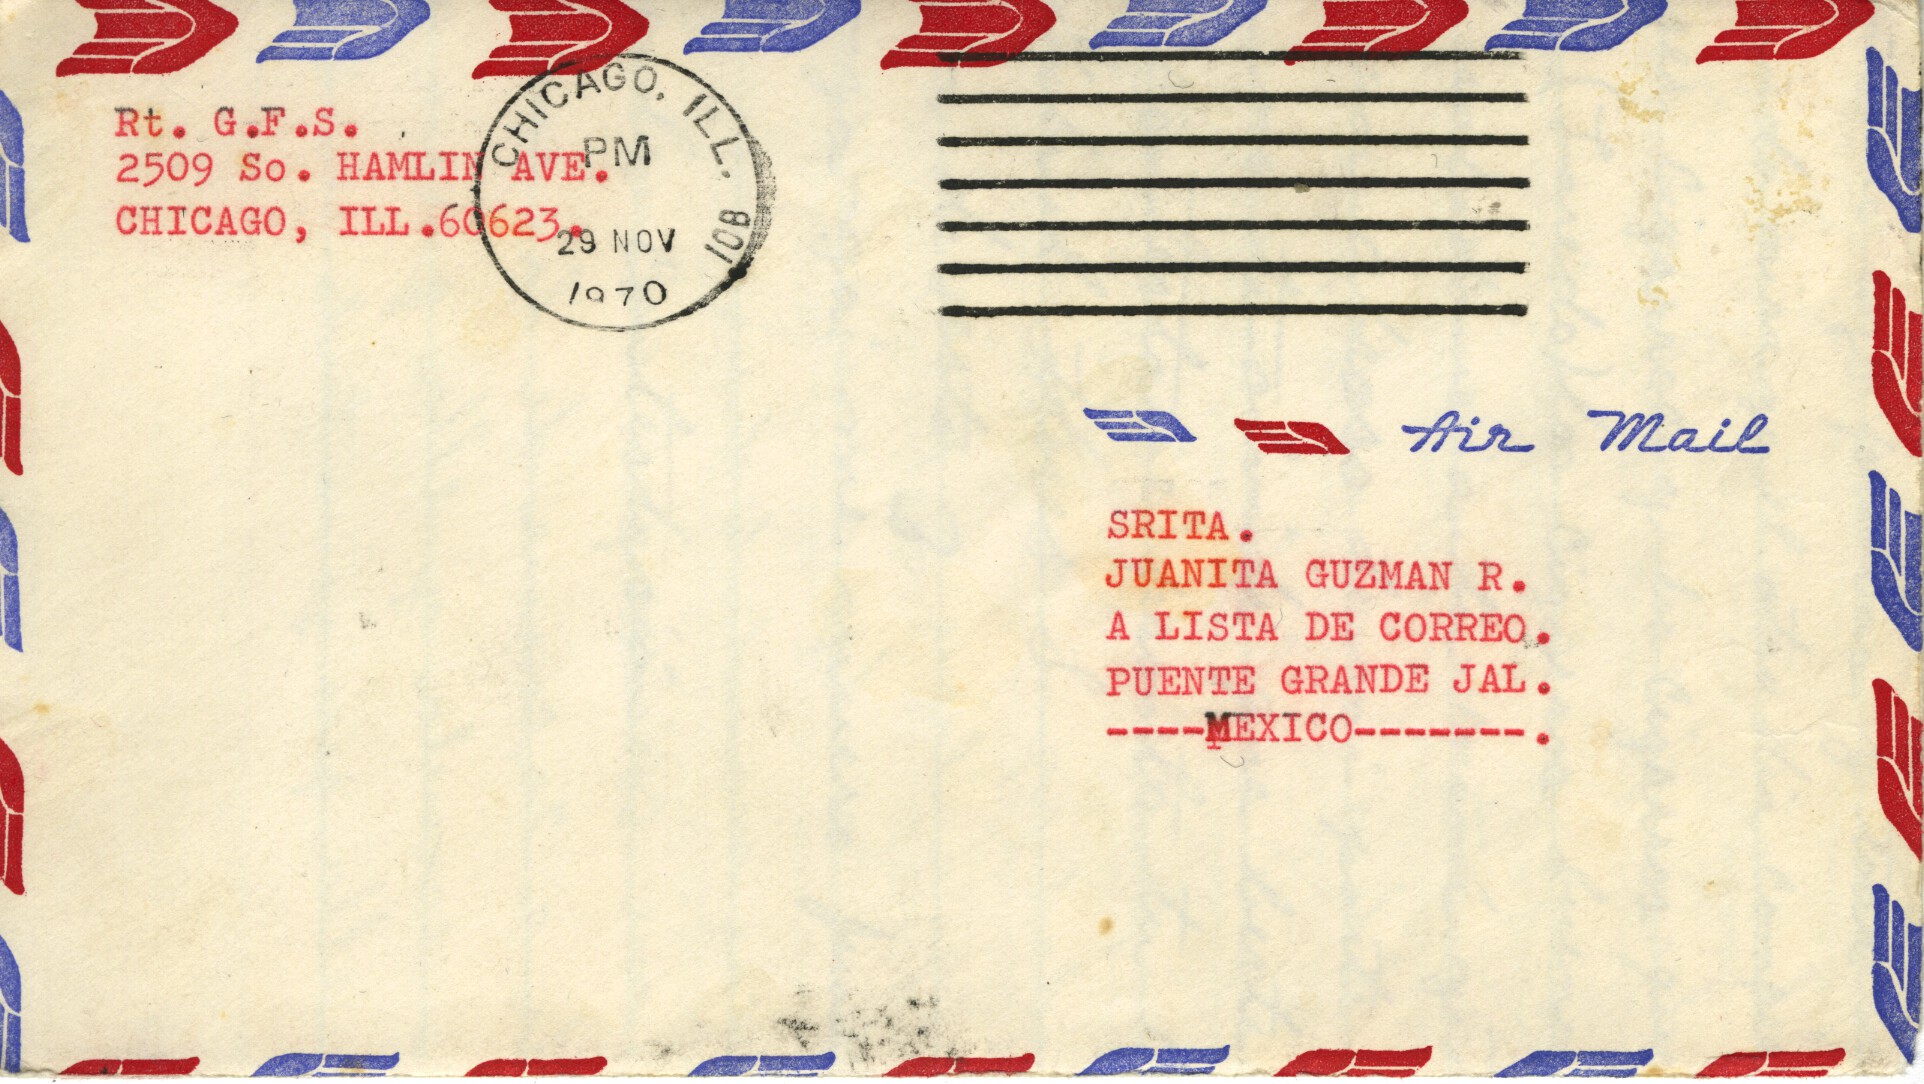 Rt. G.F.S.
2509 So. HAMLIN AVE.
CHICAGO, ILL.60623.
CHICAGO, ILL.
PM
29 NOV
1970
10B
Air Mail
SRITA.
JUANITA GUZMAN R.
A LISTA DE CORREO.
PUENTE GRANDE JAL.
----MEXICO-------.